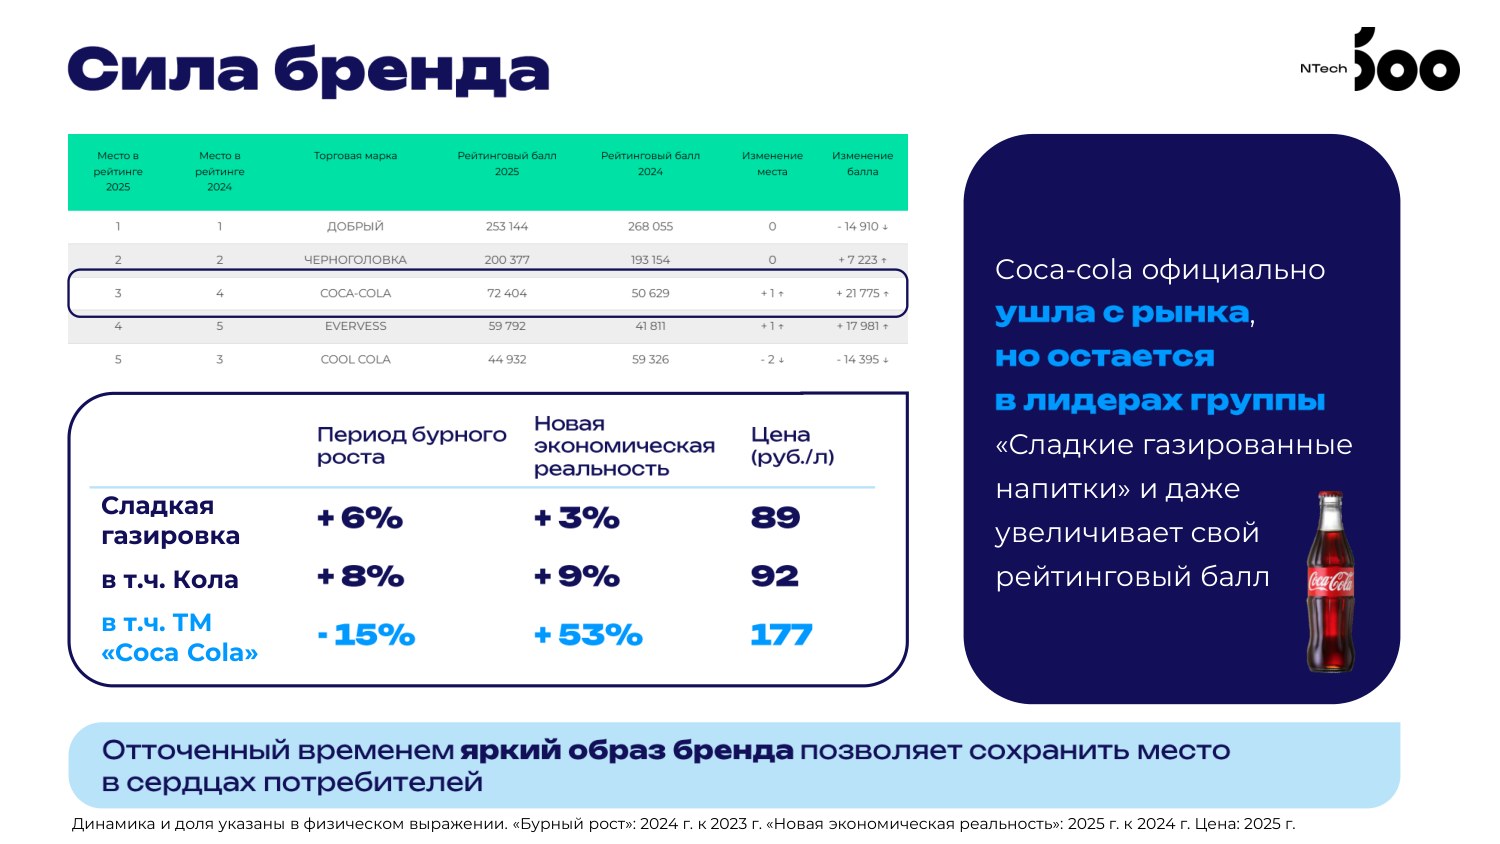 Сила бренда
NTech 500
Место в рейтинге 2025 Место в рейтинге 2024 Торговая марка Рейтинговый балл 2025 Рейтинговый балл 2024 Изменение места Изменение балла
1 1 ДОБРЫЙ 253 144 268 055 0 - 14 910 ↓
2 2 ЧЕРНОГОЛОВКА 200 377 193 154 0 + 7 223 ↑
3 4 COCA-COLA 72 404 50 629 + 1 ↑ + 21 775 ↑
4 5 EVERVESS 59 792 41 811 + 1 ↑ + 17 981 ↑
5 3 COOL COLA 44 932 59 326 - 2 ↓ - 14 395 ↓
Период бурного роста Новая экономическая реальность Цена (руб./л)
Сладкая газировка + 6% + 3% 89
в т.ч. Кола + 8% + 9% 92
в т.ч. ТМ «Coca Cola» - 15% + 53% 177
Coca-cola официально
ушла с рынка,
но остается
в лидерах группы
«Сладкие газированные
напитки» и даже
увеличивает свой
рейтинговый балл
Coca-Cola
Отточенный временем яркий образ бренда позволяет сохранить место
в сердцах потребителей
Динамика и доля указаны в физическом выражении. «Бурный рост»: 2024 г. к 2023 г. «Новая экономическая реальность»: 2025 г. к 2024 г. Цена: 2025 г.